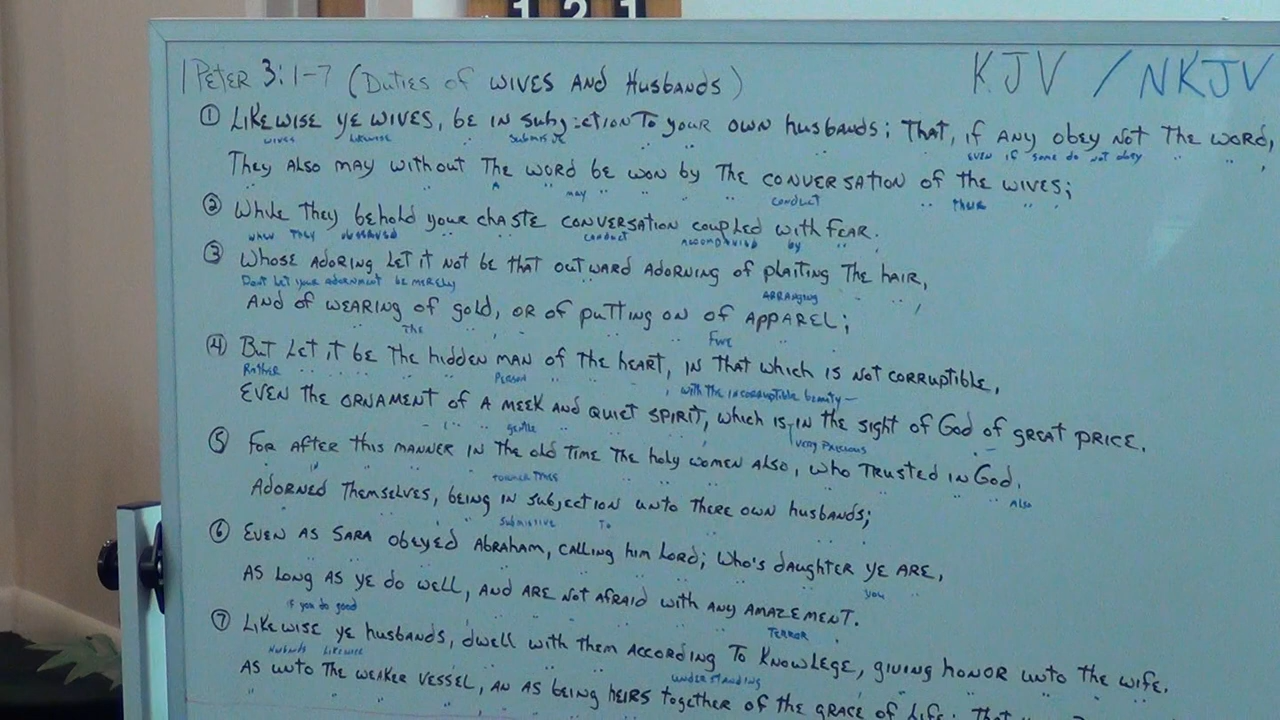 121
1 Peter 3:1-7 (Duties of WIVES AND Husbands) KJV / NKJV
① LIKEWISE YE WIVES, BE IN Subjection To your OWN husbands; THAT, if ANY obey NOT THE WORD,
WIVES LIKEWISE Submissive EVEN if some do not obey
They Also may without The WORD be WON by The CONVERSATION of the WIVES;
A may conduct Their
② While They behold your chaste CONVERSATION coupled with FEAR.
when They observed conduct Accompanied by
③ Whose ADORING Let it not be that outward adorning of plaiting The hair,
Don't Let your adornment be merely ARRANGING
AND of WEARING of gold, OR of putting on of APPAREL;
The Fine
④ But Let it be The hidden man of the heart, in that which is not corruptible,
Rather Person with the incorruptible beauty
EVEN THE ORNAMENT of A MEEK AND QUIET SPIRIT, which is in the sight of God of great PRICE.
gentle very Precious
⑤ For AFTER this MANNER IN The old Time The holy women Also, who TRUSTED IN God.
in former Times Also
ADORNED Themselves, being in subjection unto THERE own husbands;
Submissive To
⑥ EVEN AS SARA obeyed ABRAHAM, calling him Lord; who's daughter ye ARE,
you
AS LONG AS YE do well, AND ARE NOT AFRAID with ANY AMAZEMENT.
if you do good TERROR
⑦ Likewise ye husbands, dwell with them According To Knowlege, giving honor unto the wife.
Husbands Likewise understanding
AS unto The weaker vessel, AN AS being heirs together of the GRACE of Life; That